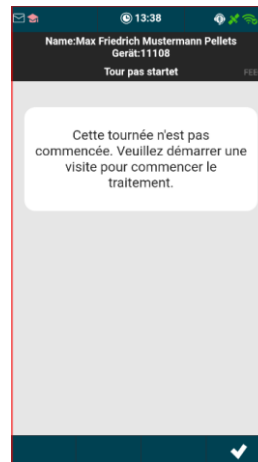 13:38
Name:Max Friedrich Mustermann Pellets
Gerät:11108
Tour pas startet
FEE
Cette tournée n'est pas
commencée. Veuillez démarrer une
visite pour commencer le
traitement.